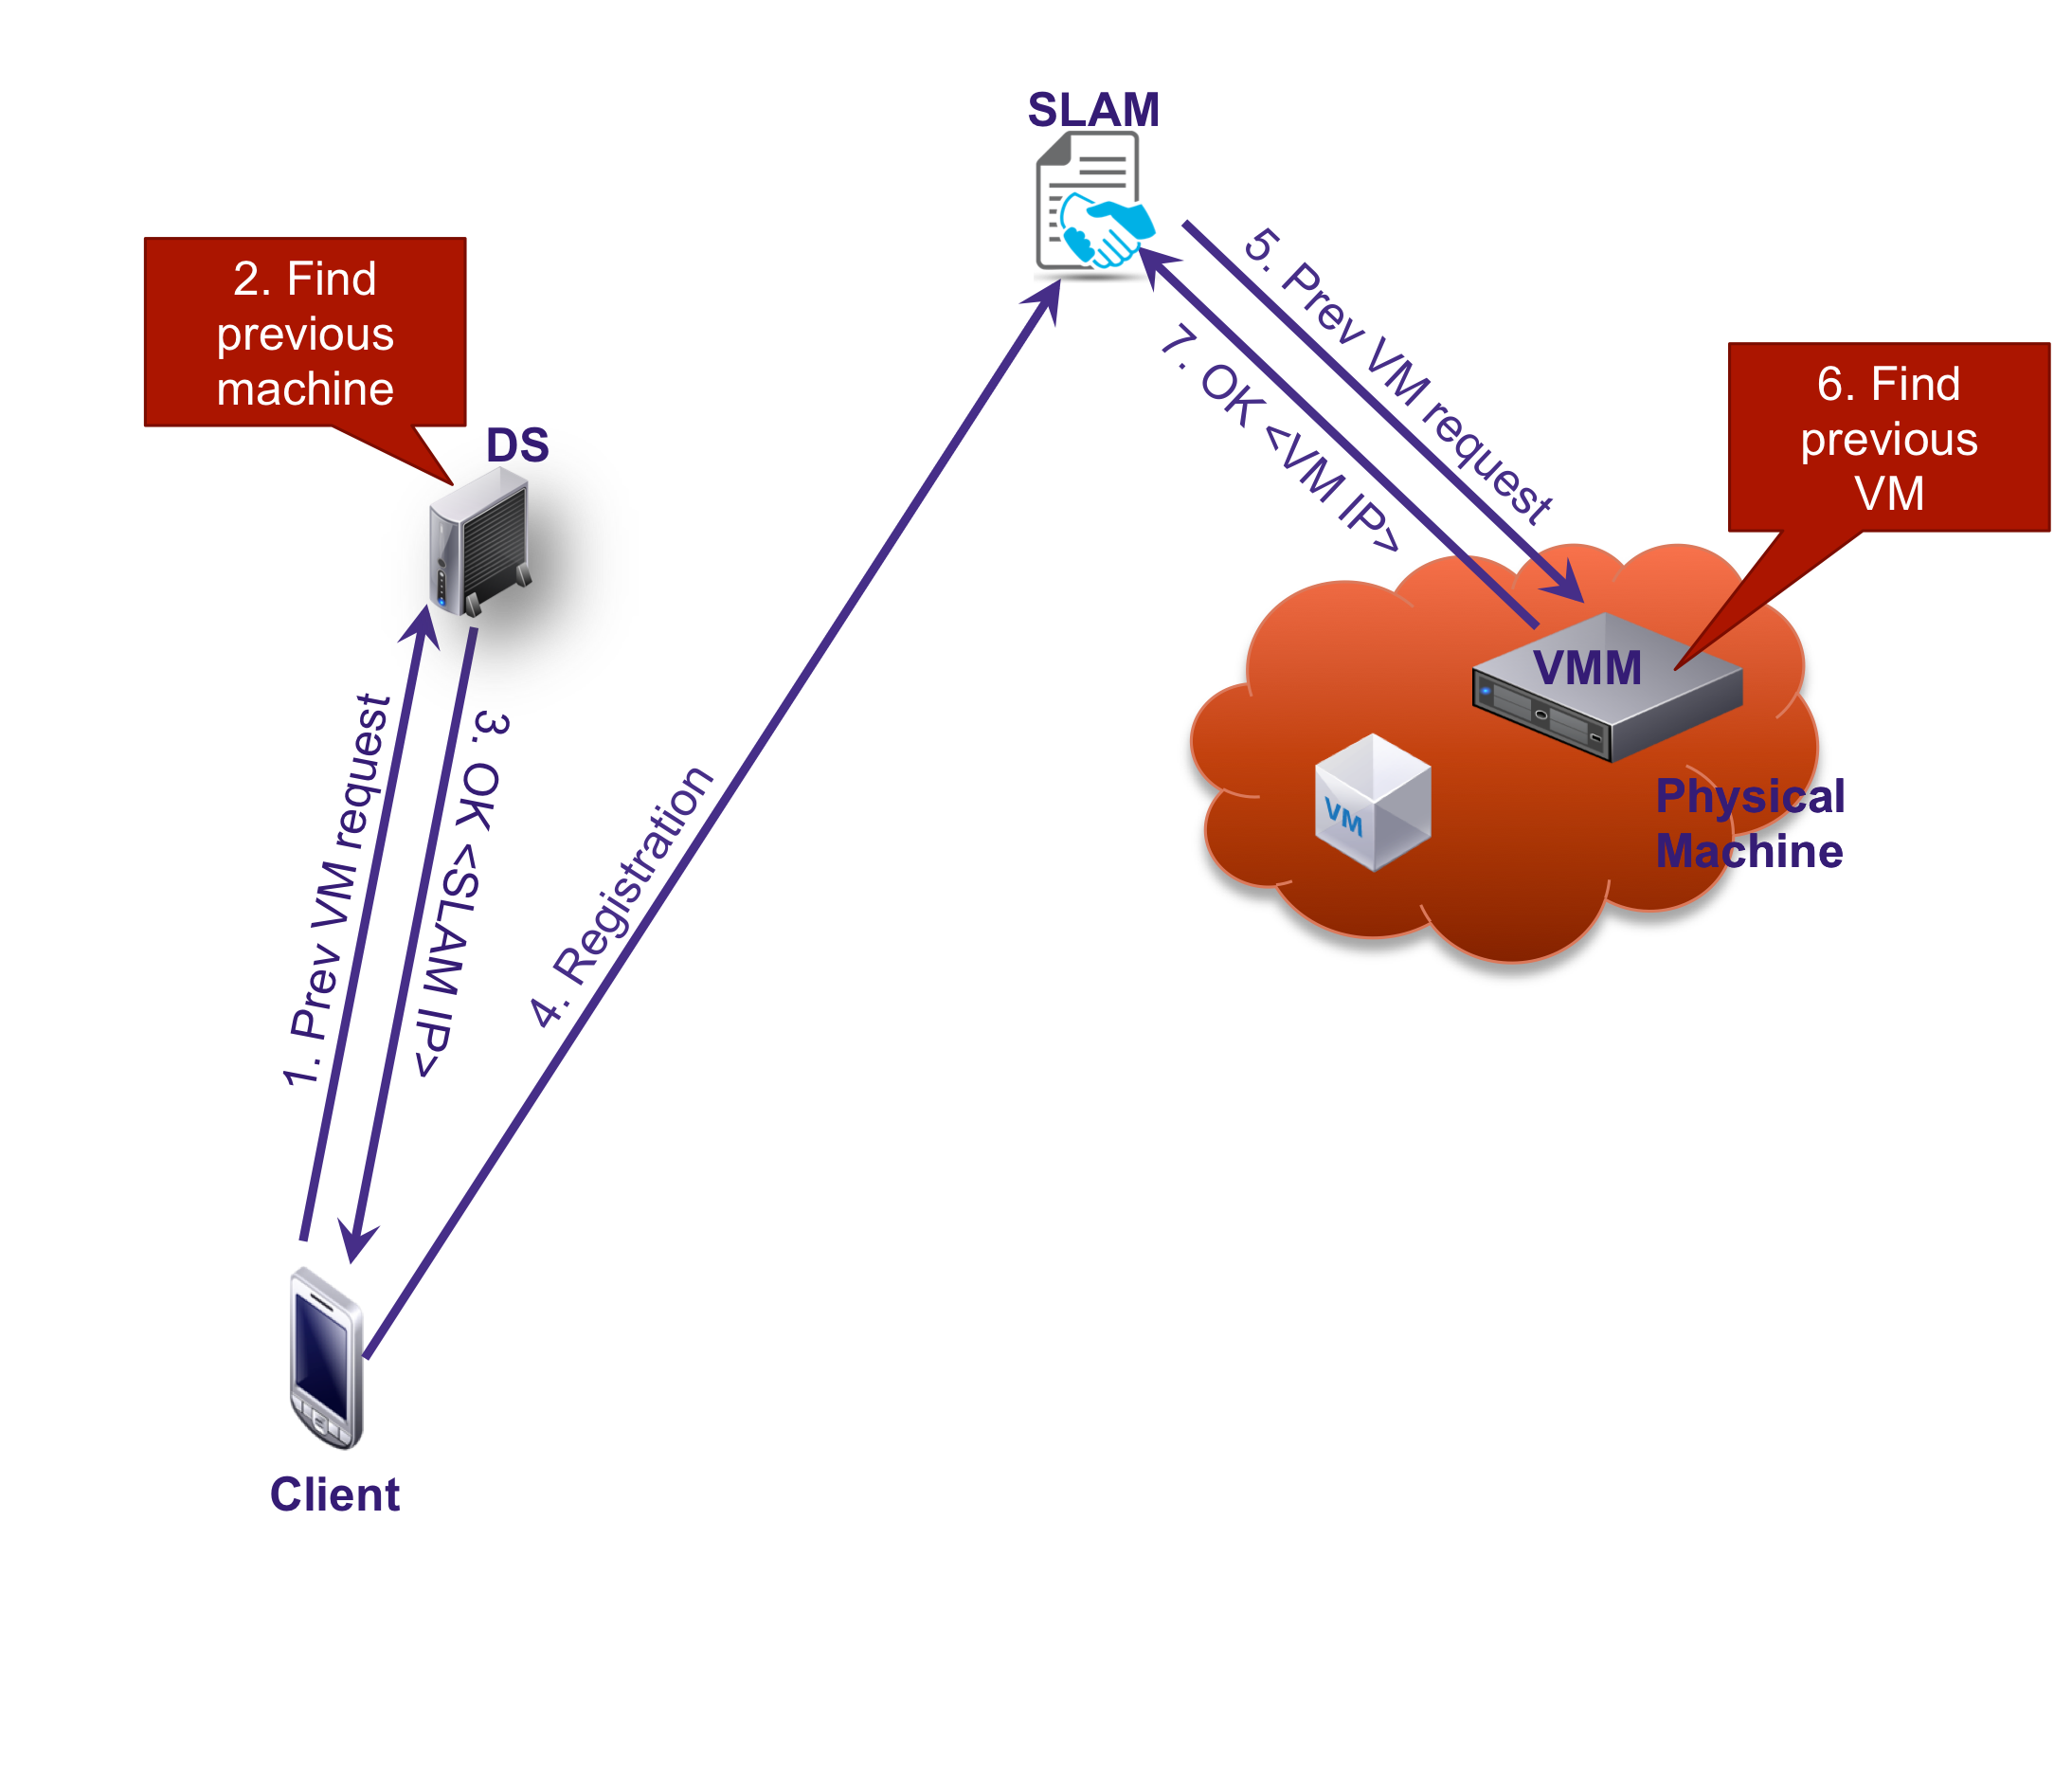 SLAM
2. Find
previous
machine
DS
5. Prev VM request
7. OK <VM IP>
6. Find
previous
VM
VMM
Physical
Machine
VM
1. Prev VM request
3. OK <SLAM IP>
4. Registration
Client